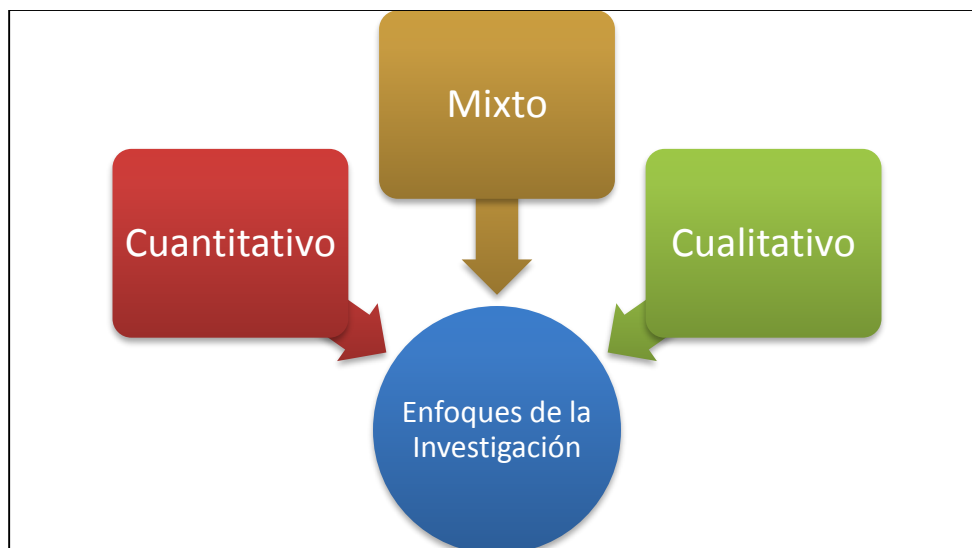 Mixto
Cuantitativo
Cualitativo
Enfoques de la
Investigación